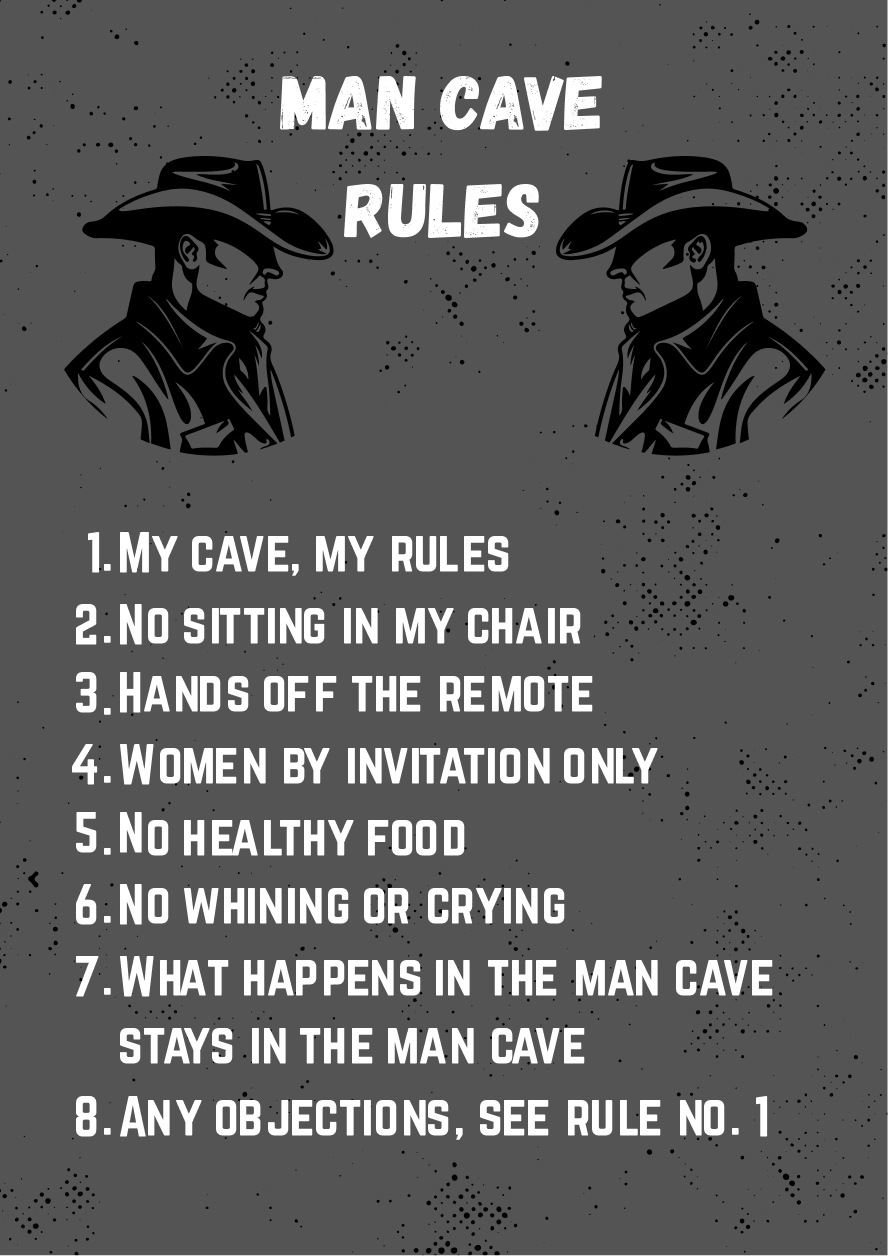 MAN CAVE
RULES
1. My cave, my rules
2. No sitting in my chair
3. Hands off the remote
4. Women by invitation only
5. No healthy food
6. No whining or crying
7. What happens in the man cave
stays in the man cave
8. Any objections, see rule no. 1